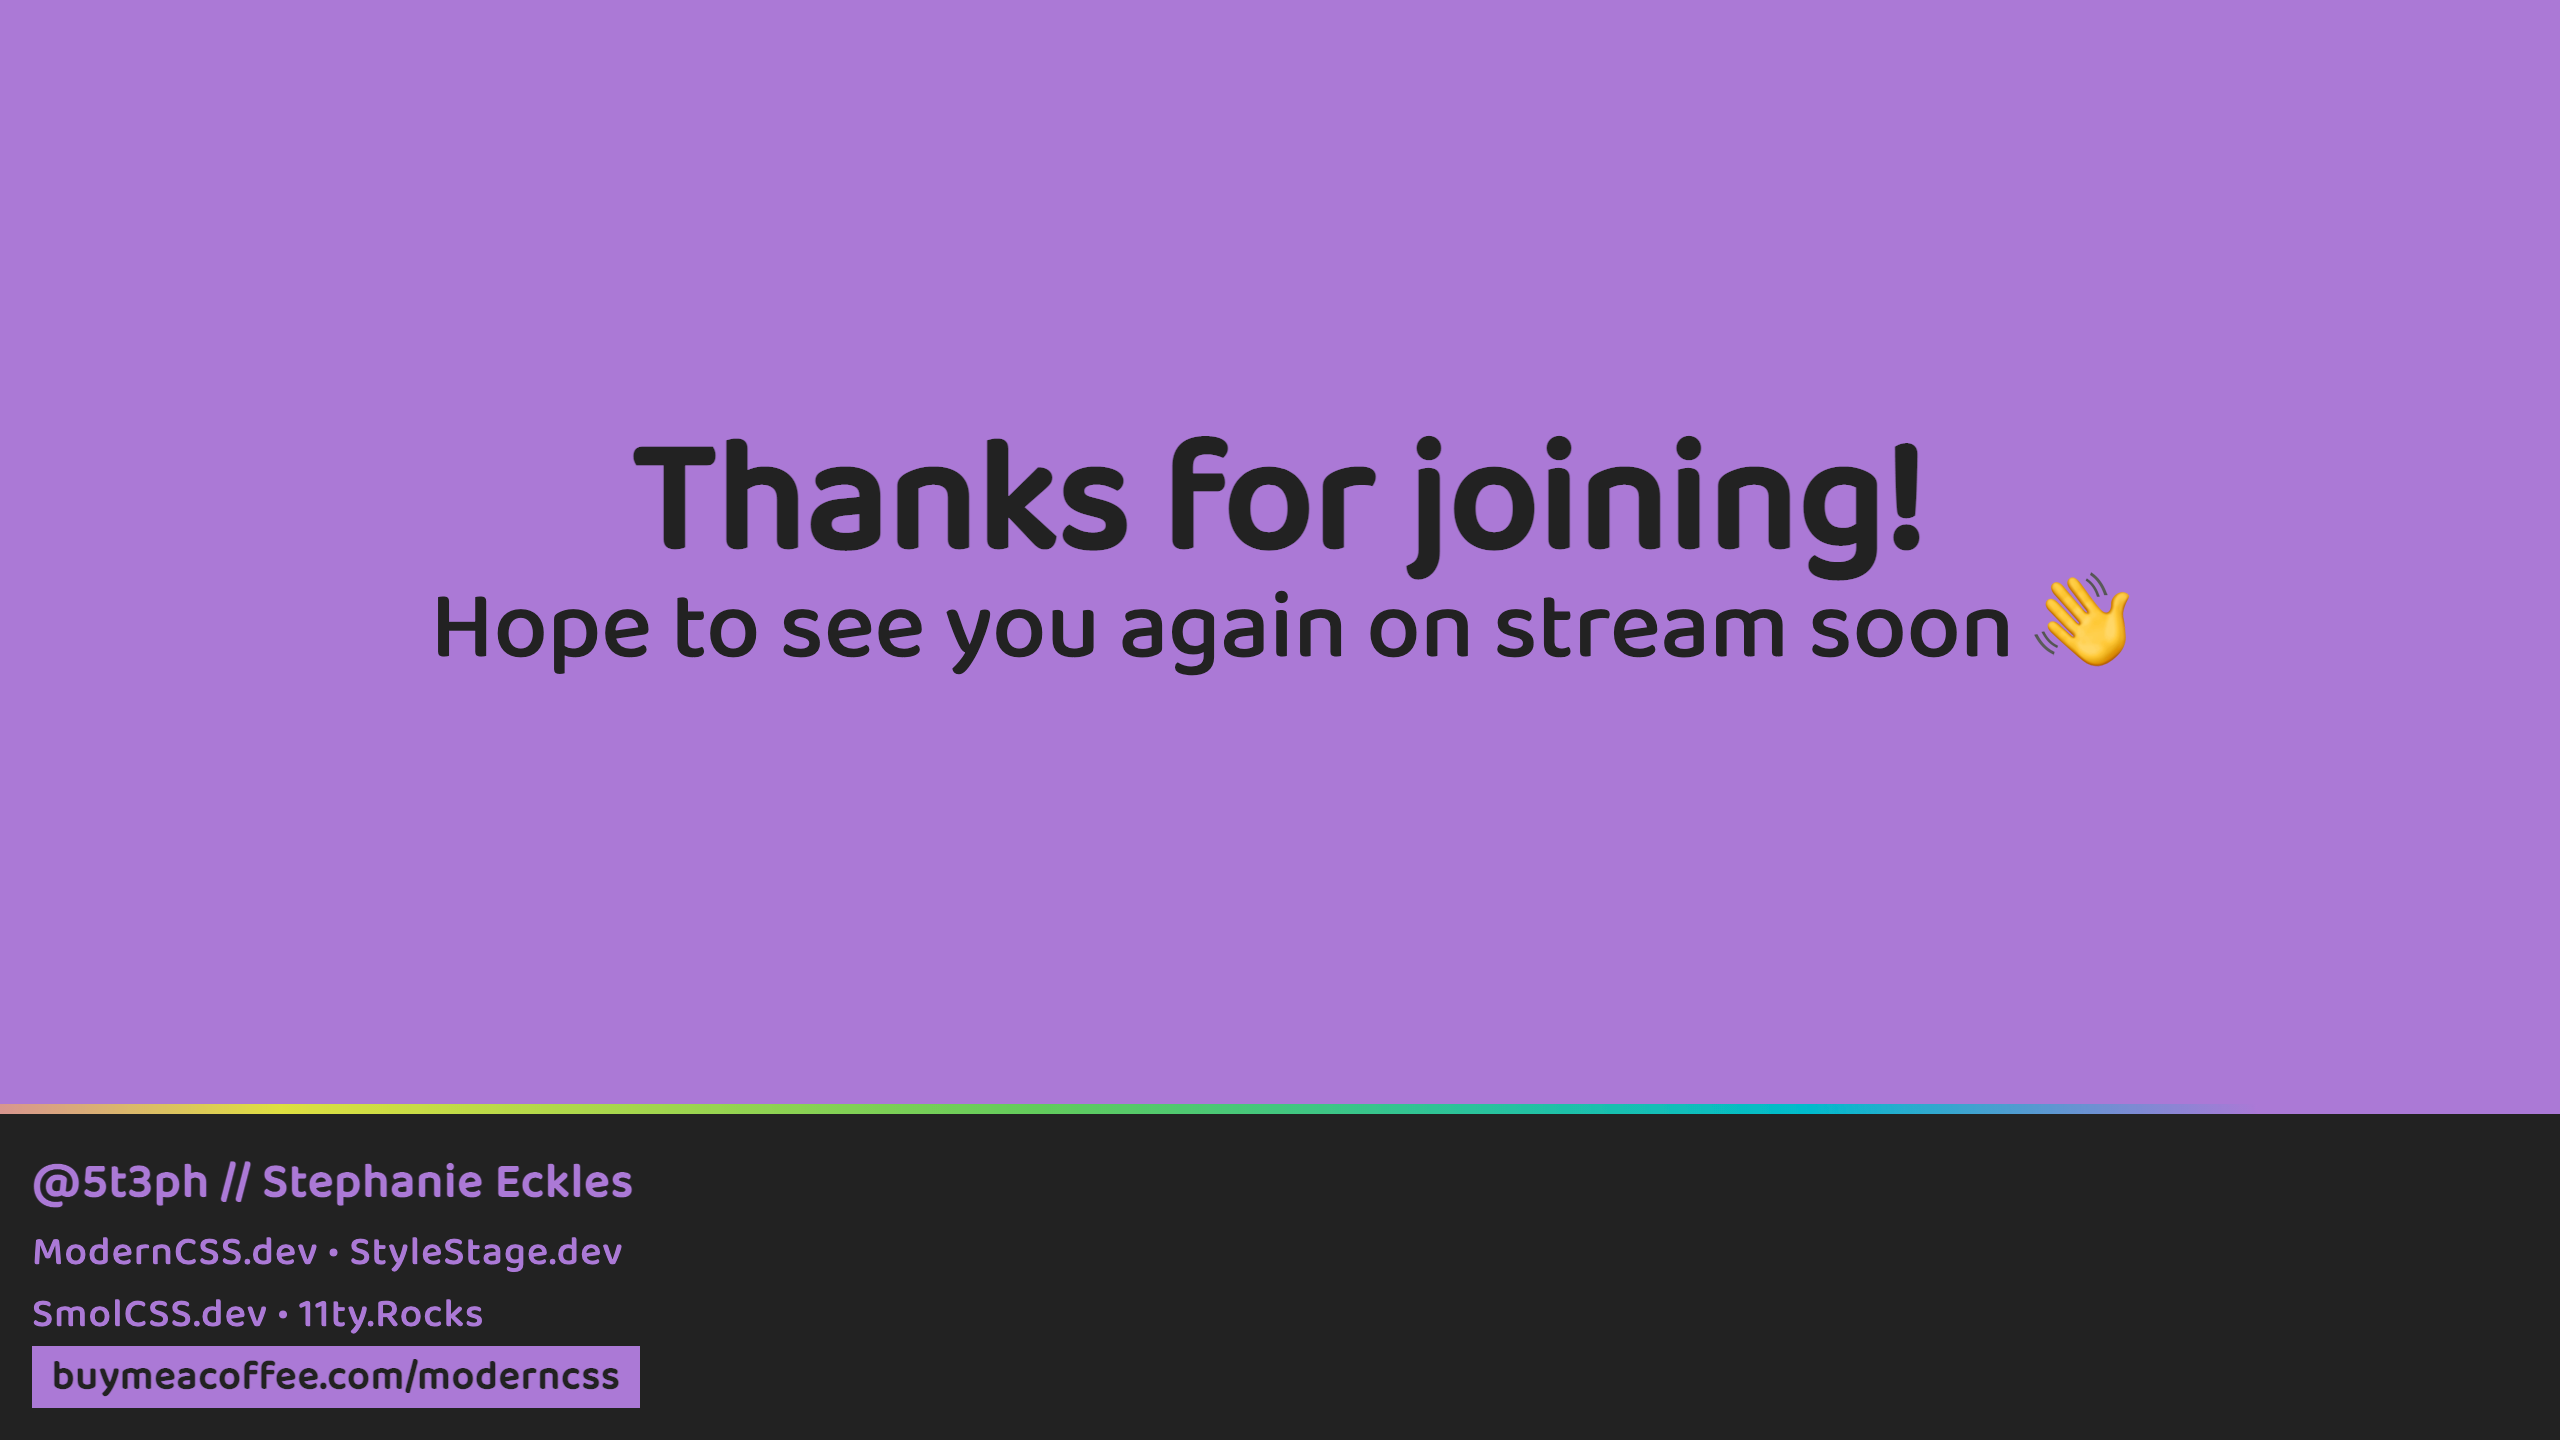 Thanks for joining!
Hope to see you again on stream soon 👋
@5t3ph // Stephanie Eckles
ModernCSS.dev • StyleStage.dev
SmolCSS.dev • 11ty.Rocks
buymeacoffee.com/moderncss